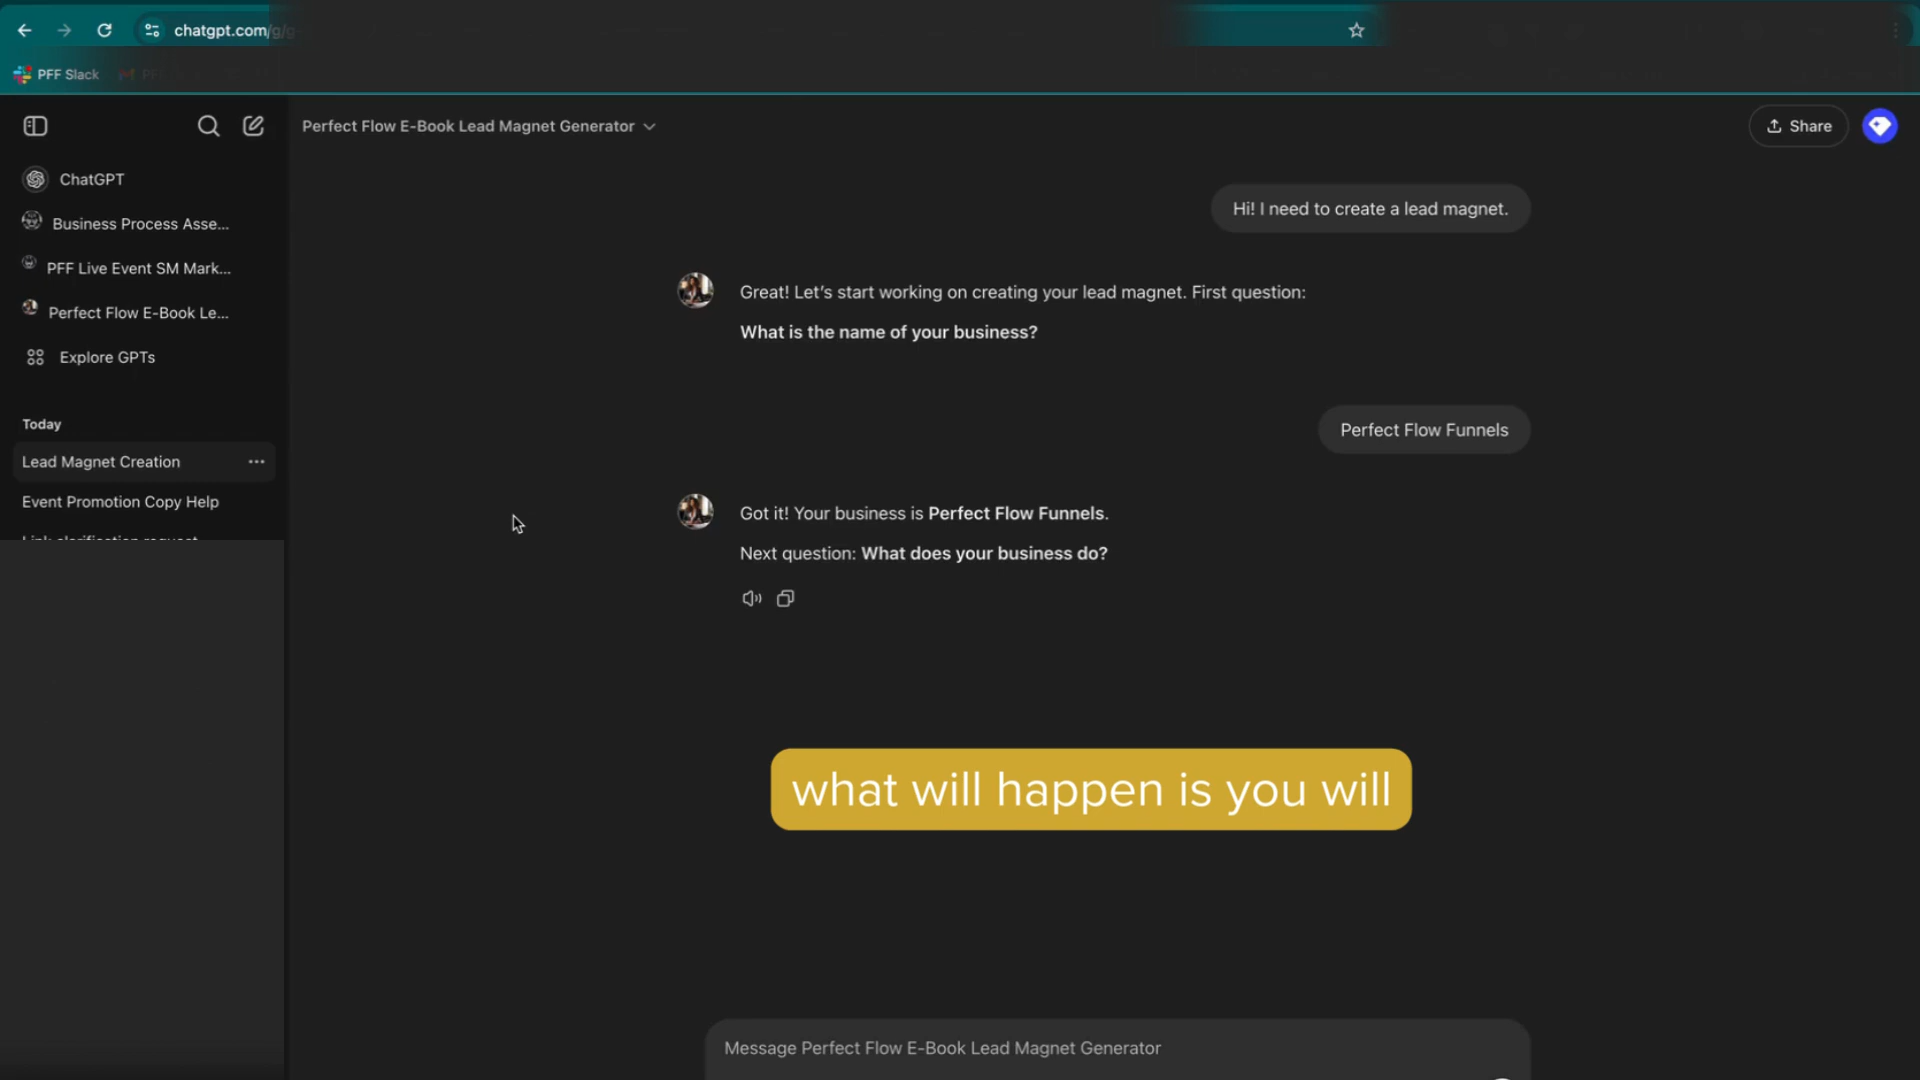 chatgpt.com/g/g-
PFF Slack
PFF
Perfect Flow E-Book Lead Magnet Generator
Share
ChatGPT
Business Process Asse...
PFF Live Event SM Mark...
Perfect Flow E-Book Le...
Explore GPTs
Today
Lead Magnet Creation
Event Promotion Copy Help
Link clarification request
Hi! I need to create a lead magnet.
Great! Let's start working on creating your lead magnet. First question:
What is the name of your business?
Perfect Flow Funnels
Got it! Your business is Perfect Flow Funnels.
Next question: What does your business do?
what will happen is you will
Message Perfect Flow E-Book Lead Magnet Generator